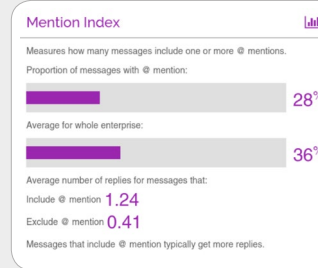 Mention Index
Measures how many messages include one or more @ mentions.
Proportion of messages with @ mention:
28%
Average for whole enterprise:
36%
Average number of replies for messages that:
Include @ mention 1.24
Exclude @ mention 0.41
Messages that include @ mention typically get more replies.